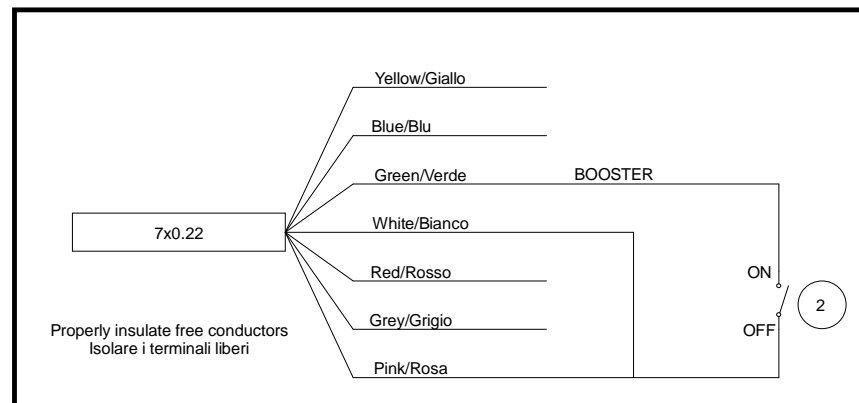 Yellow/Giallo
Blue/Blu
Green/Verde
BOOSTER
White/Bianco
7x0.22
Red/Rosso
ON
2
Grey/Grigio
OFF
Properly insulate free conductors
Isolare i terminali liberi
Pink/Rosa